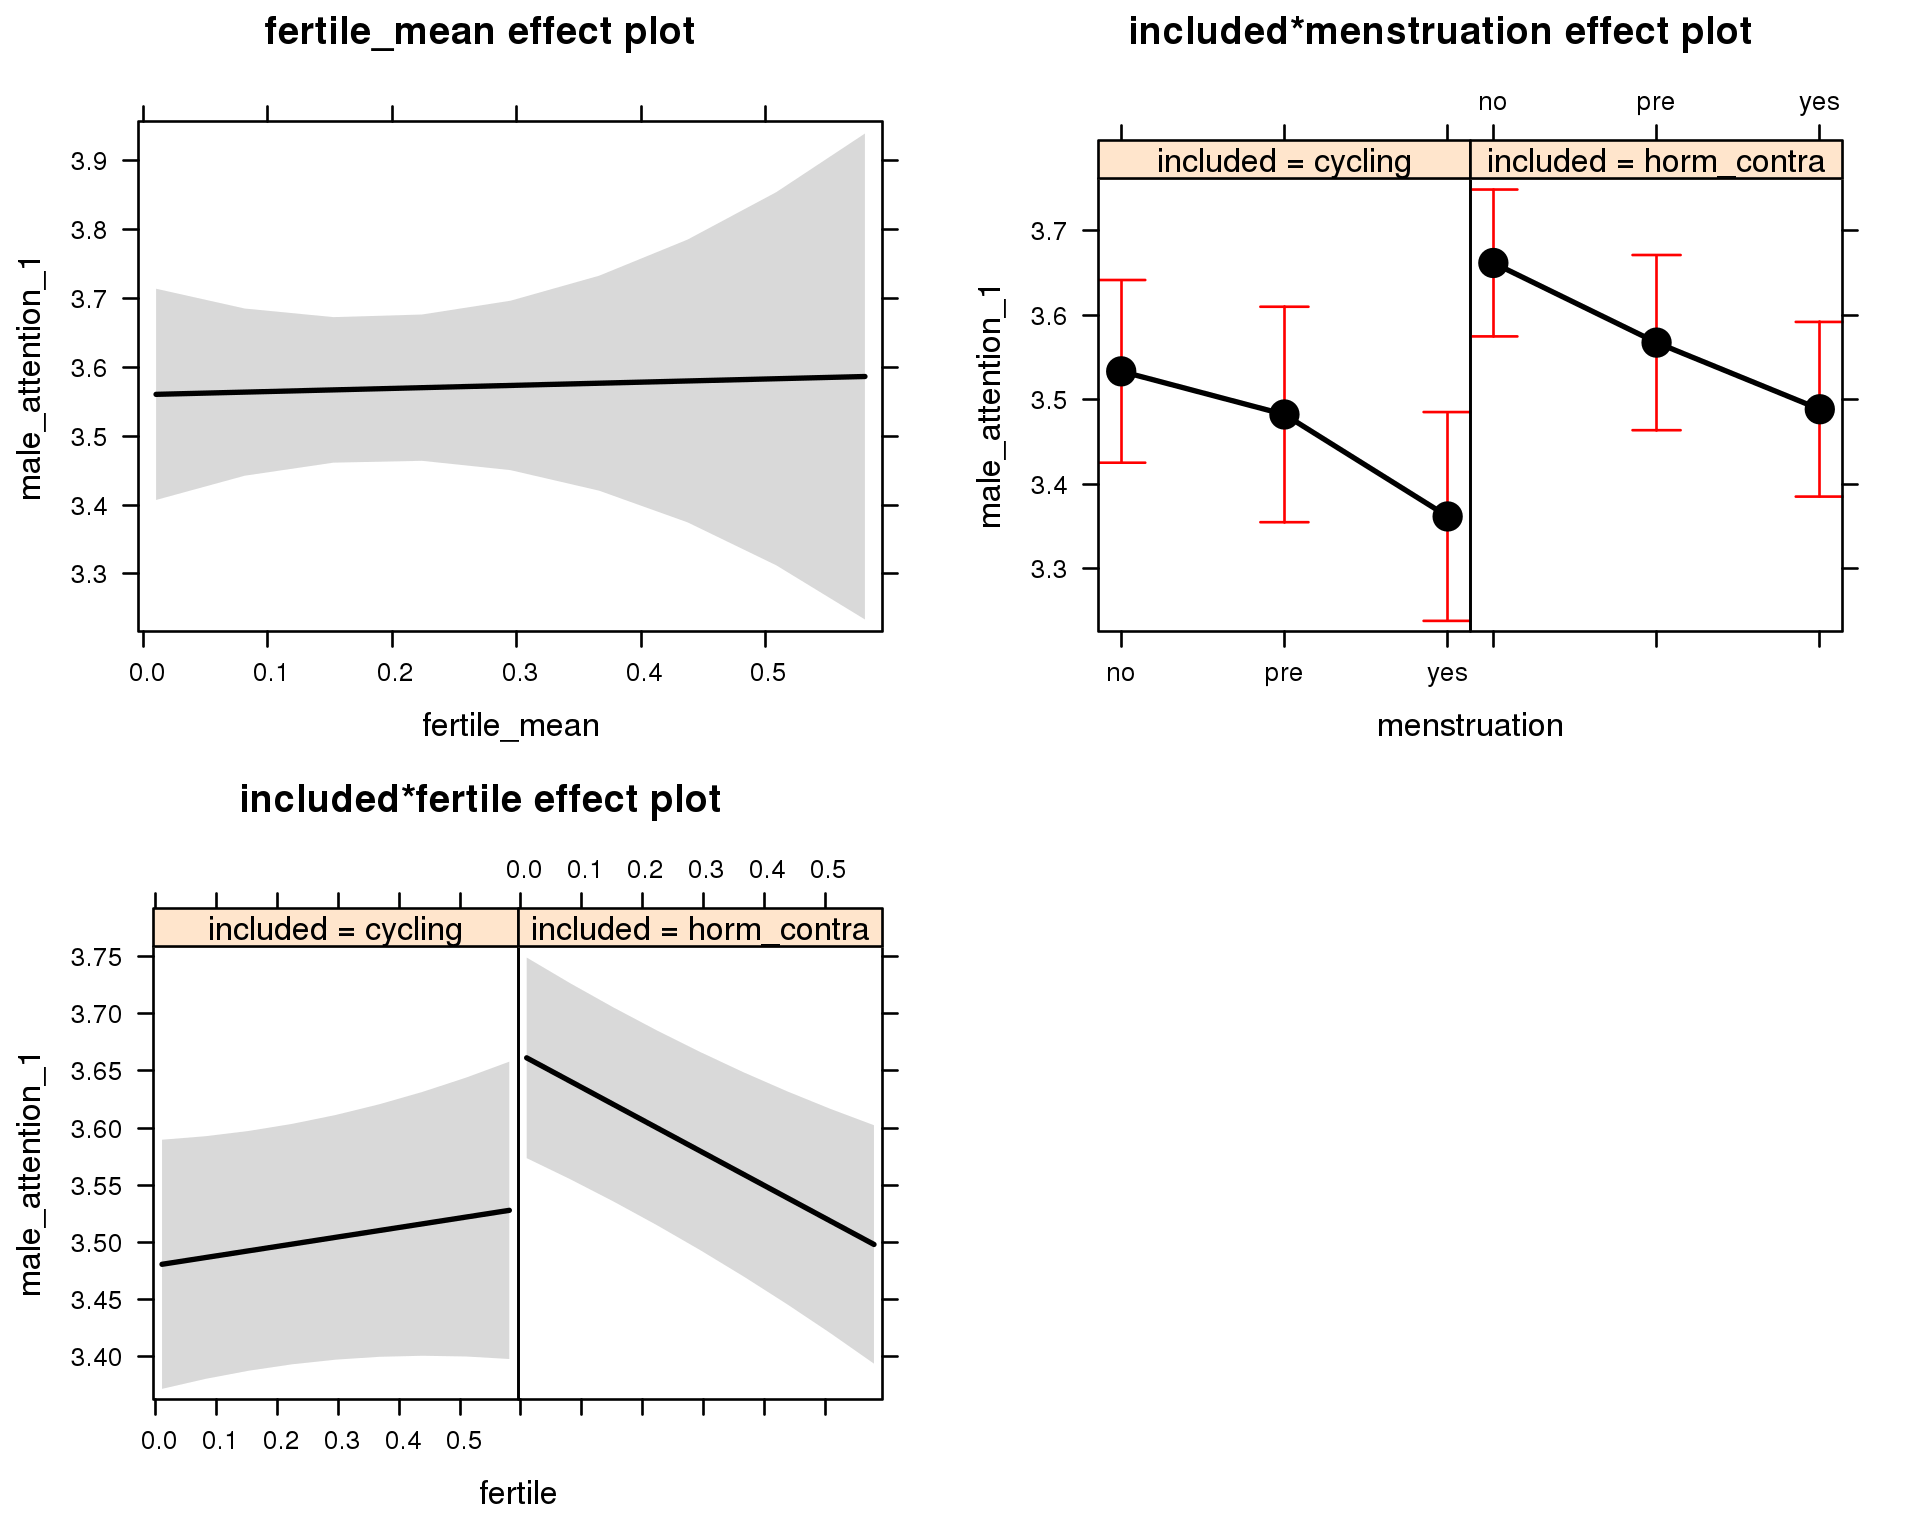 fertile_mean effect plot
male_attention_1
3.9
3.8
3.7
3.6
3.5
3.4
3.3
0.0 0.1 0.2 0.3 0.4 0.5
fertile_mean
included*menstruation effect plot
no pre yes
included = cycling included = horm_contra
male_attention_1
3.7
3.6
3.5
3.4
3.3
no pre yes
menstruation
included*fertile effect plot
0.0 0.1 0.2 0.3 0.4 0.5
included = cycling included = horm_contra
male_attention_1
3.75
3.70
3.65
3.60
3.55
3.50
3.45
3.40
0.0 0.1 0.2 0.3 0.4 0.5
fertile